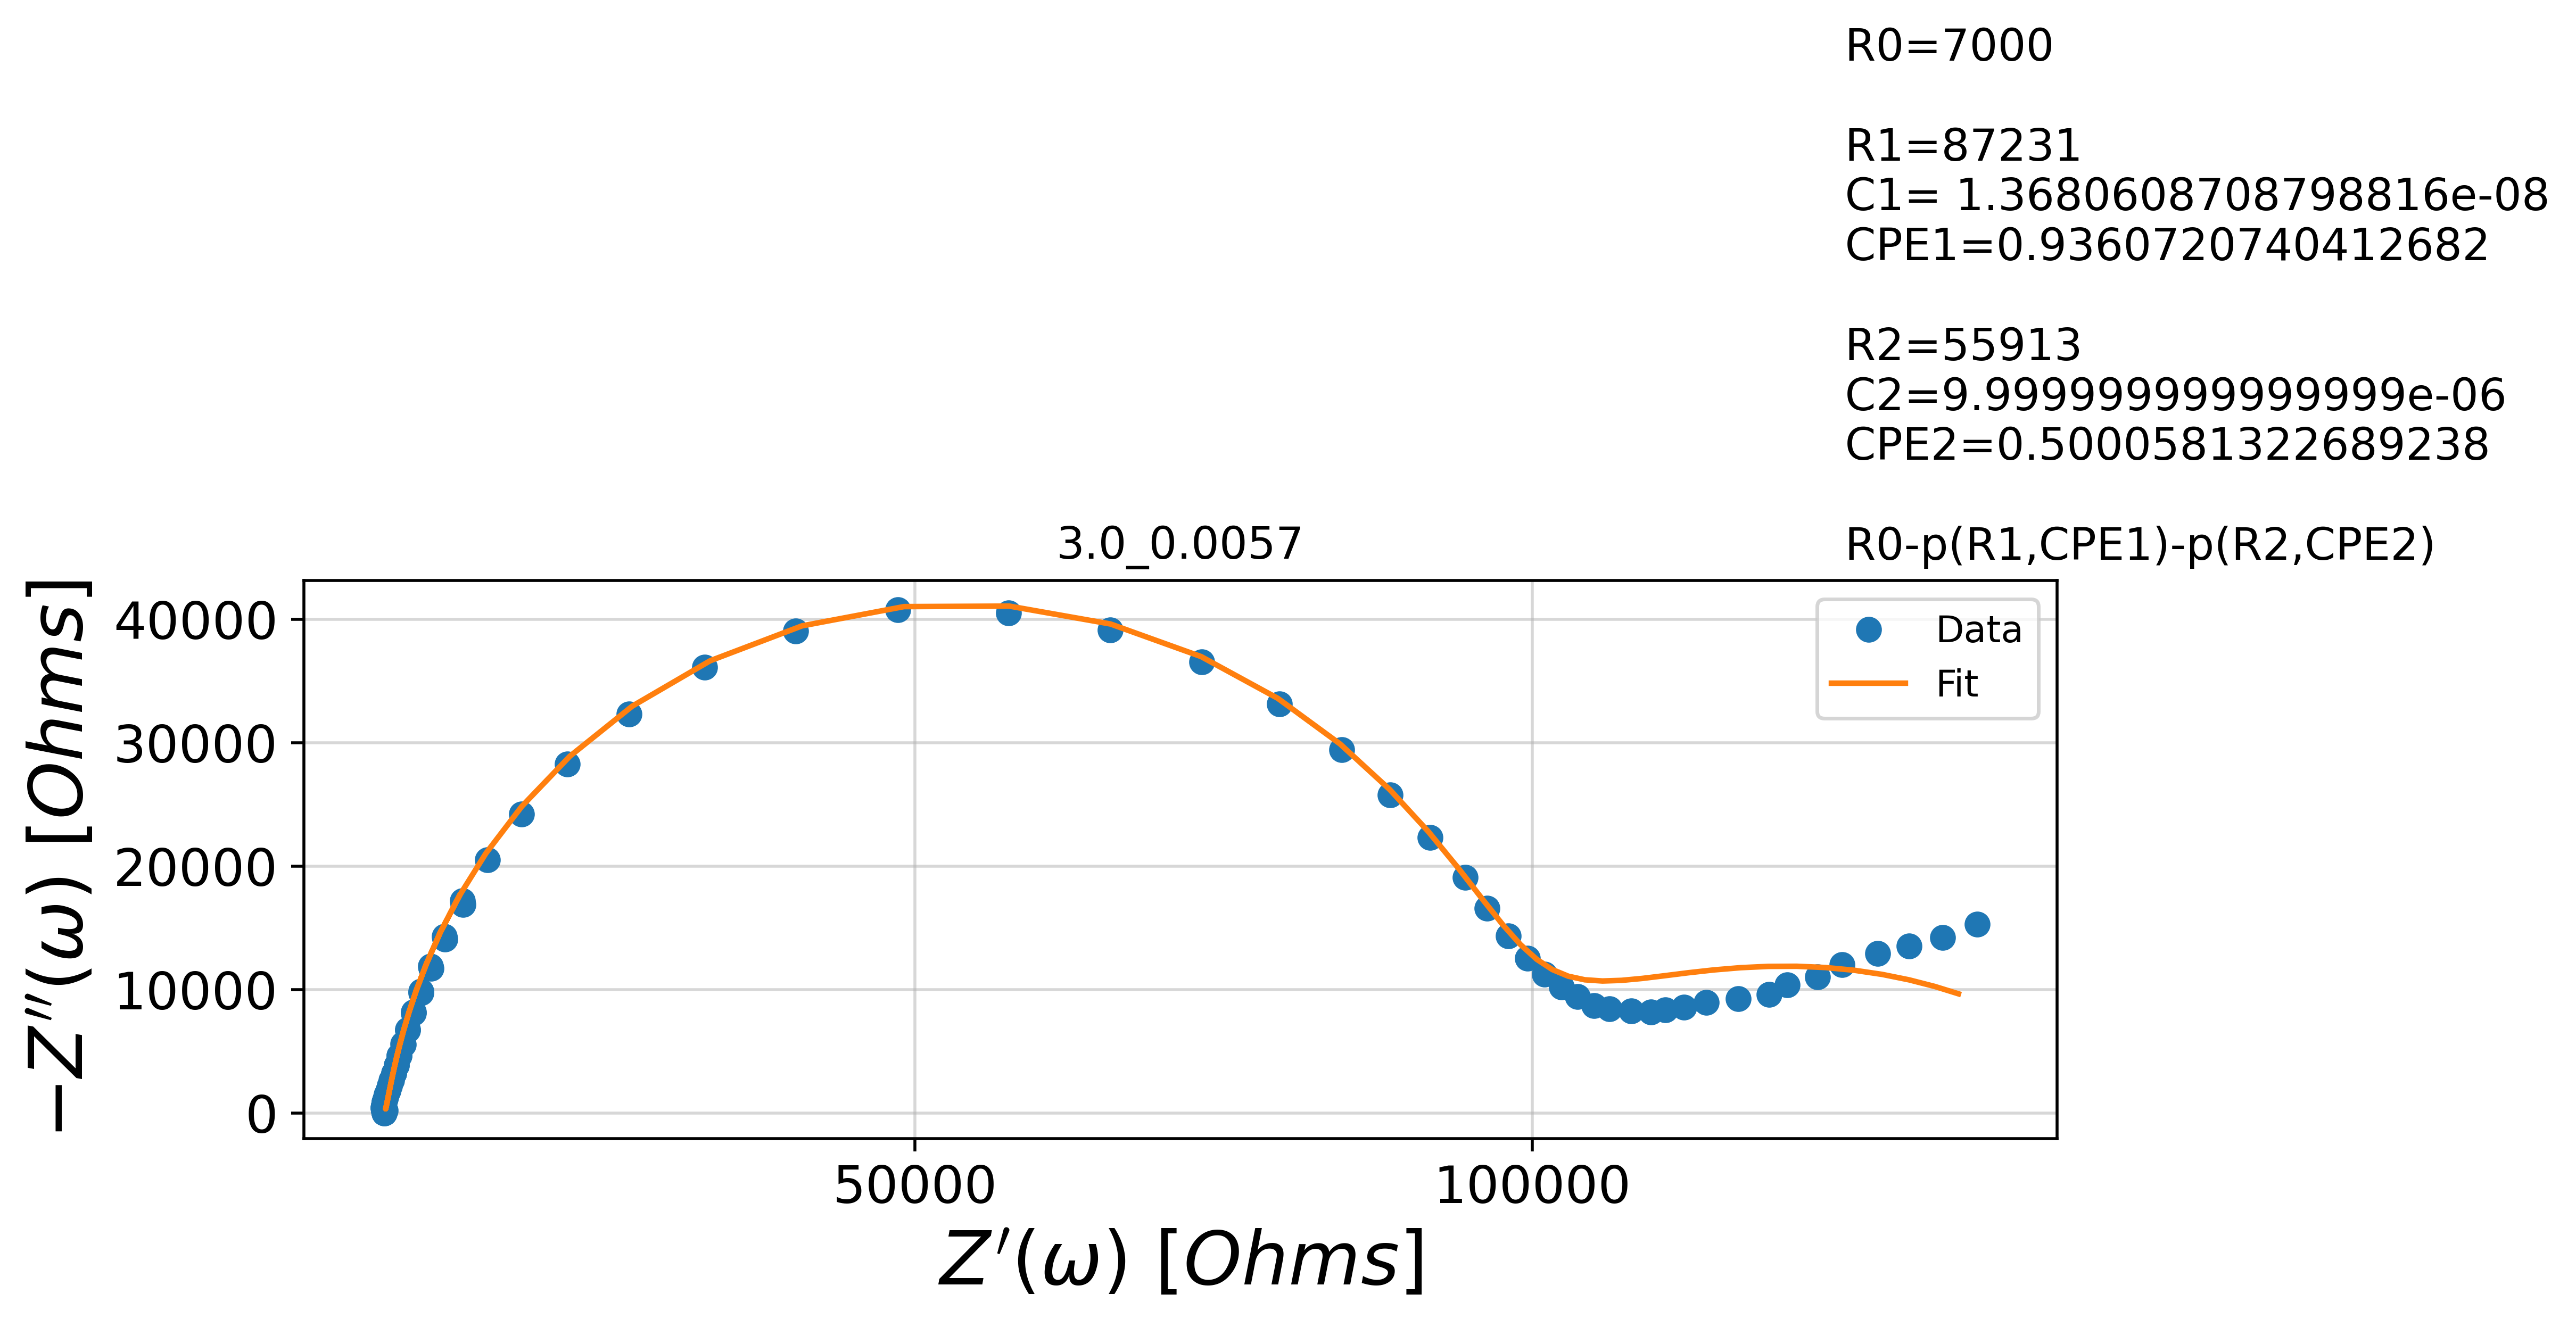 R0=7000
R1=87231
C1= 1.3680608708798816e-08
CPE1=0.9360720740412682
R2=55913
C2=9.999999999999999e-06
CPE2=0.5000581322689238
R0-p(R1,CPE1)-p(R2,CPE2)
3.0_0.0057
Data
Fit
−Z′′(ω) [Ohms]
40000
30000
20000
10000
0
50000 100000
Z′(ω) [Ohms]